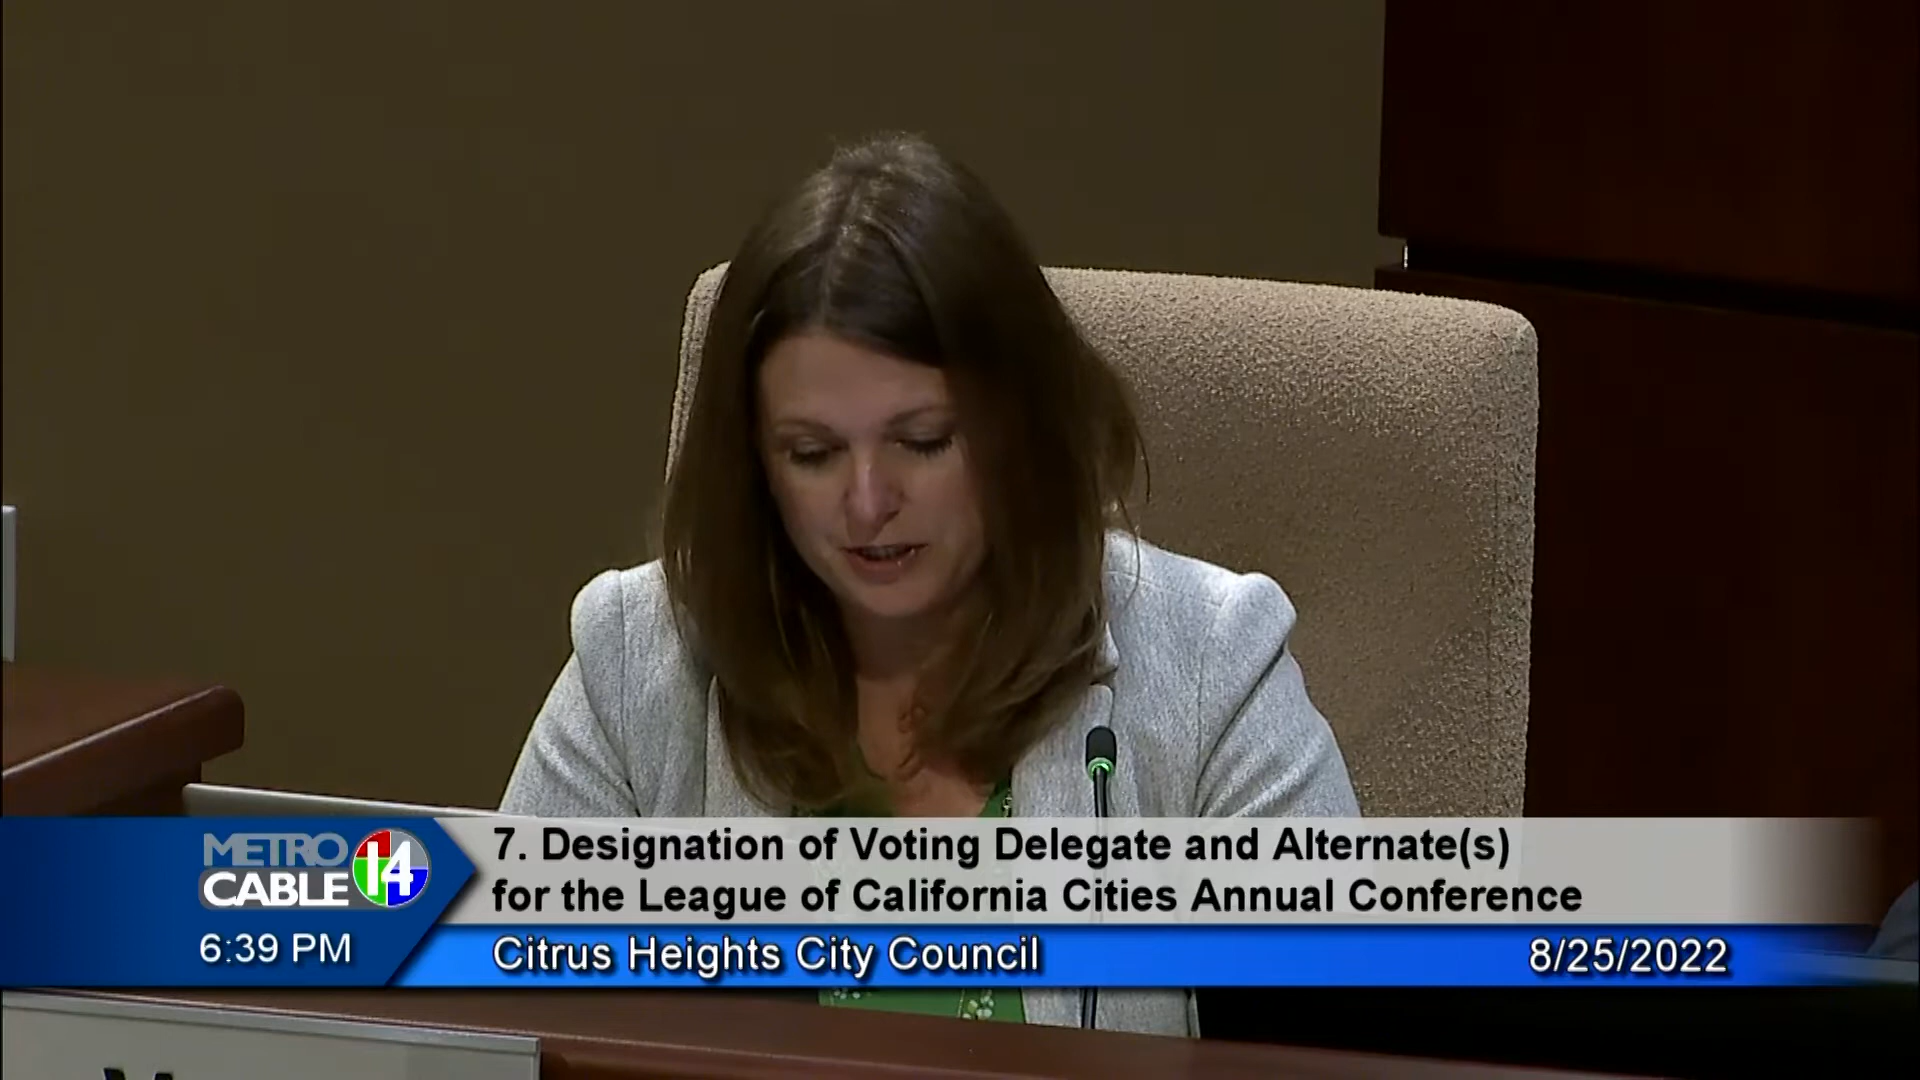 7. Designation of Voting Delegate and Alternate(s)
for the League of California Cities Annual Conference
METRO
CABLE 14
6:39 PM
Citrus Heights City Council
8/25/2022